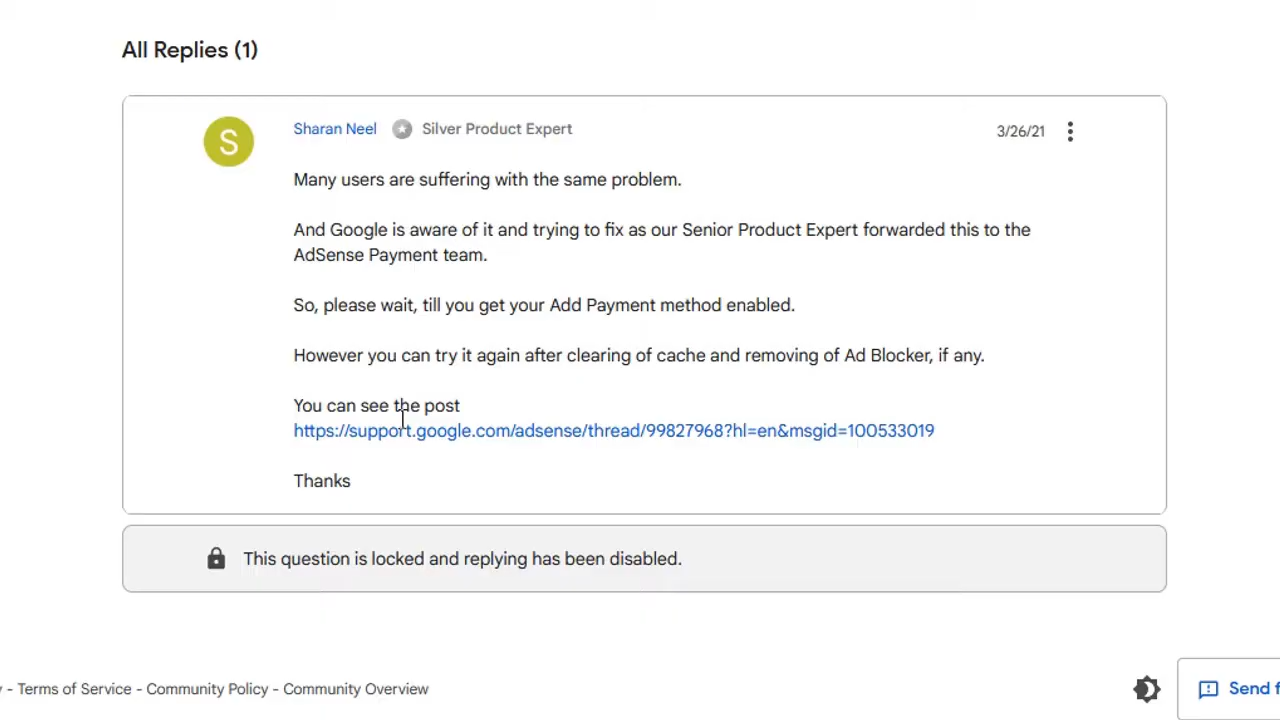 All Replies (1)
S
Sharan Neel Silver Product Expert 3/26/21
Many users are suffering with the same problem.
And Google is aware of it and trying to fix as our Senior Product Expert forwarded this to the
AdSense Payment team.
So, please wait, till you get your Add Payment method enabled.
However you can try it again after clearing of cache and removing of Ad Blocker, if any.
You can see the post
https://support.google.com/adsense/thread/99827968?hl=en&msgid=100533019
Thanks
This question is locked and replying has been disabled.
- Terms of Service - Community Policy - Community Overview
Send